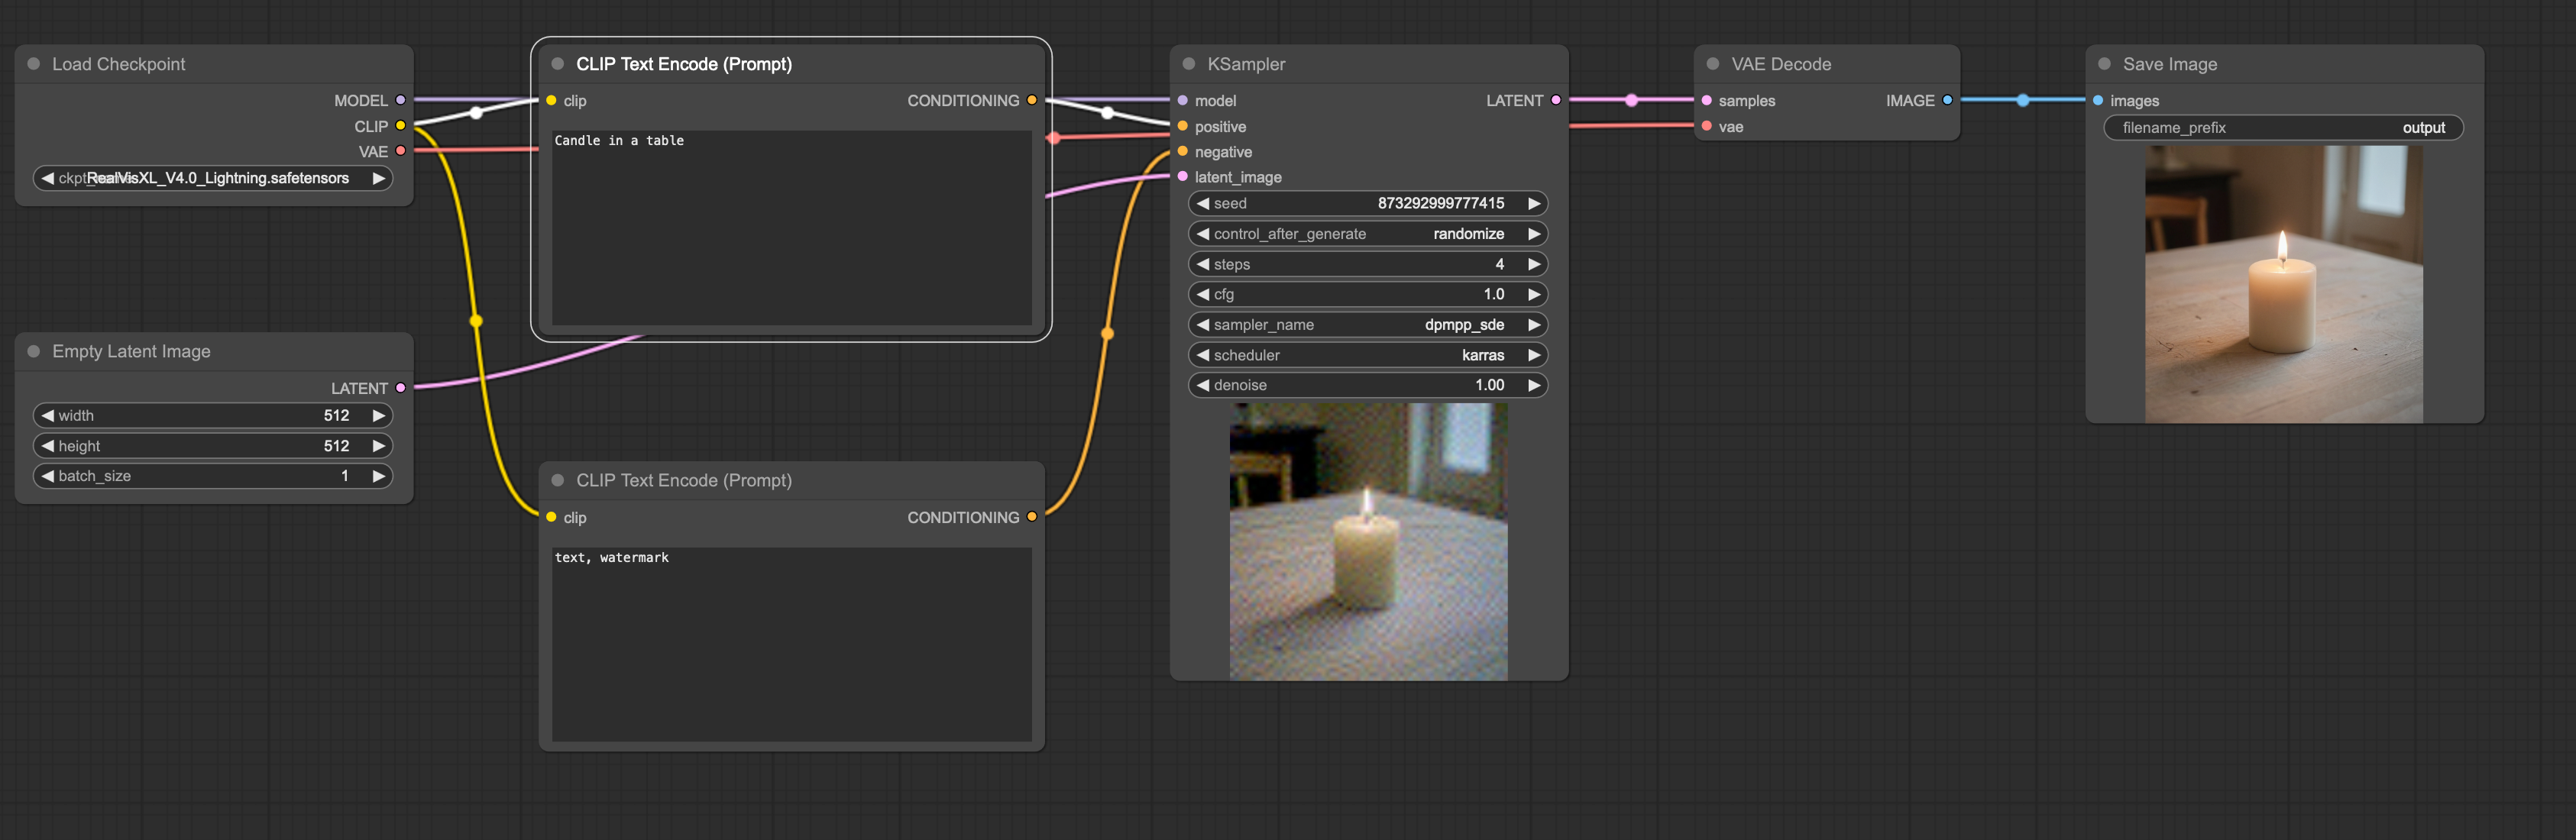 Load Checkpoint
MODEL
CLIP
VAE
RealVisXL_V4.0_Lightning.safetensors
Empty Latent Image
LATENT
width 512
height 512
batch_size 1
CLIP Text Encode (Prompt)
clip CONDITIONING
Candle in a table
CLIP Text Encode (Prompt)
clip CONDITIONING
text, watermark
KSampler
model LATENT
positive
negative
latent_image
seed 873292999777415
control_after_generate randomize
steps 4
cfg 1.0
sampler_name dpmpp_sde
scheduler karras
denoise 1.00
VAE Decode
samples IMAGE
vae
Save Image
images
filename_prefix output